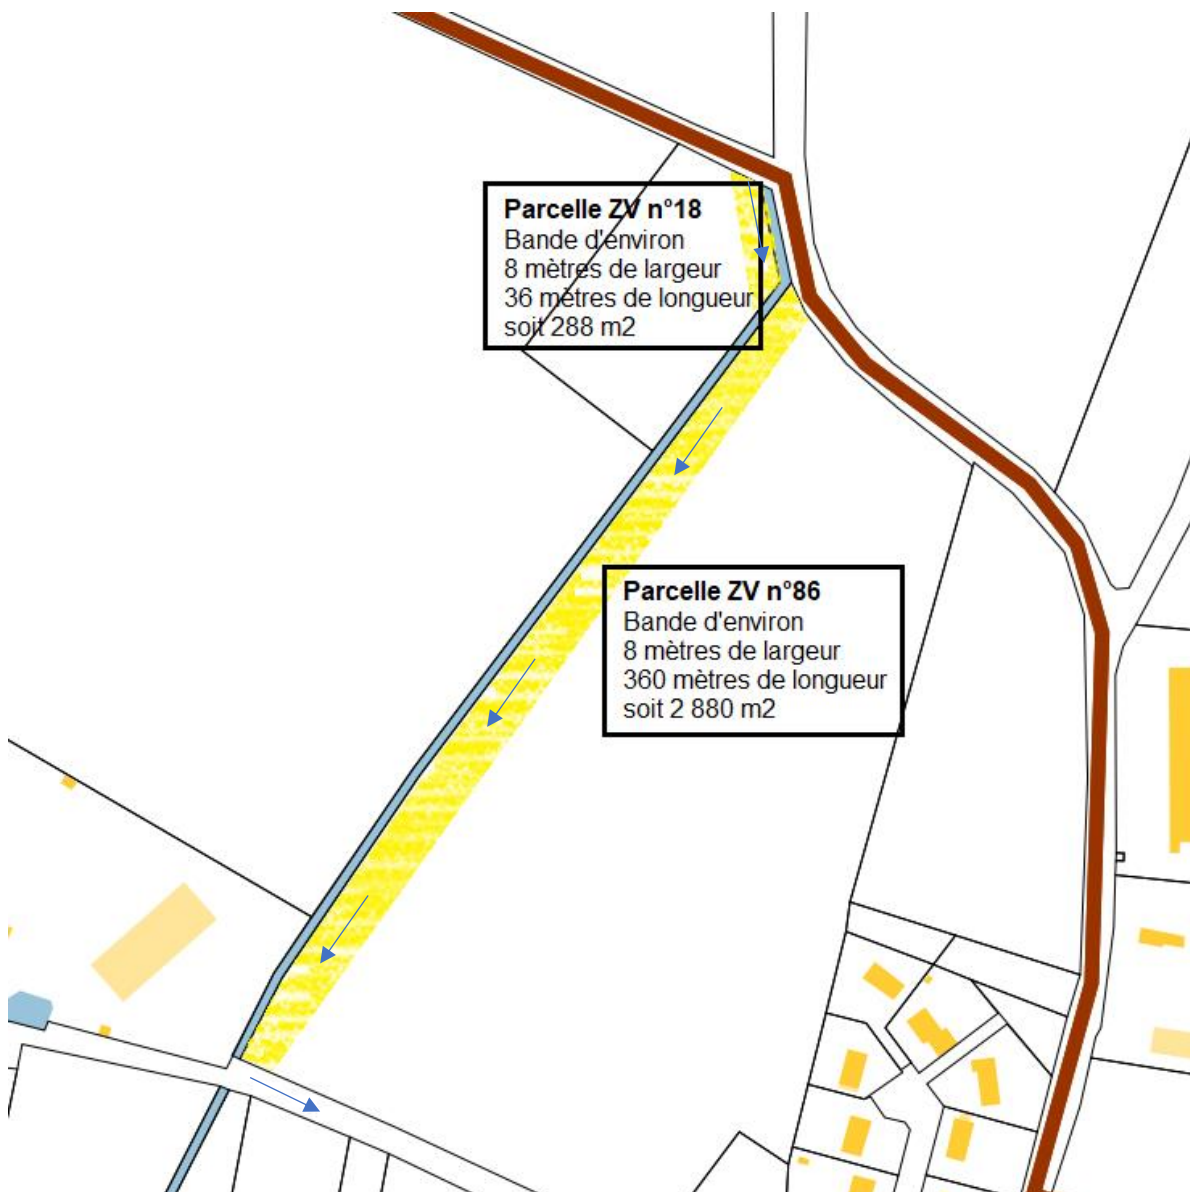 Parcelle ZV n°18
Bande d'environ
8 mètres de largeur
36 mètres de longueur
soit 288 m2
Parcelle ZV n°86
Bande d'environ
8 mètres de largeur
360 mètres de longueur
soit 2 880 m2